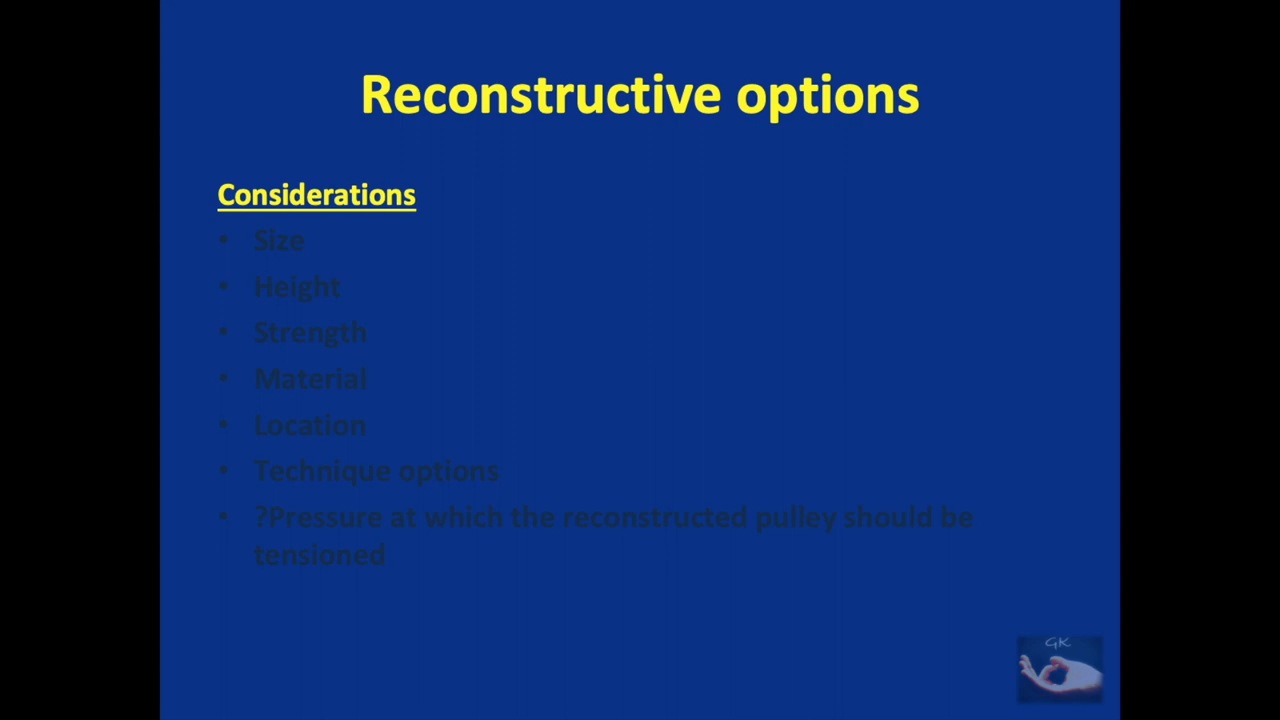 Reconstructive options
Considerations
• Size
• Height
• Strength
• Material
• Location
• Technique options
• ?Pressure at which the reconstructed pulley should be
tensioned
GK